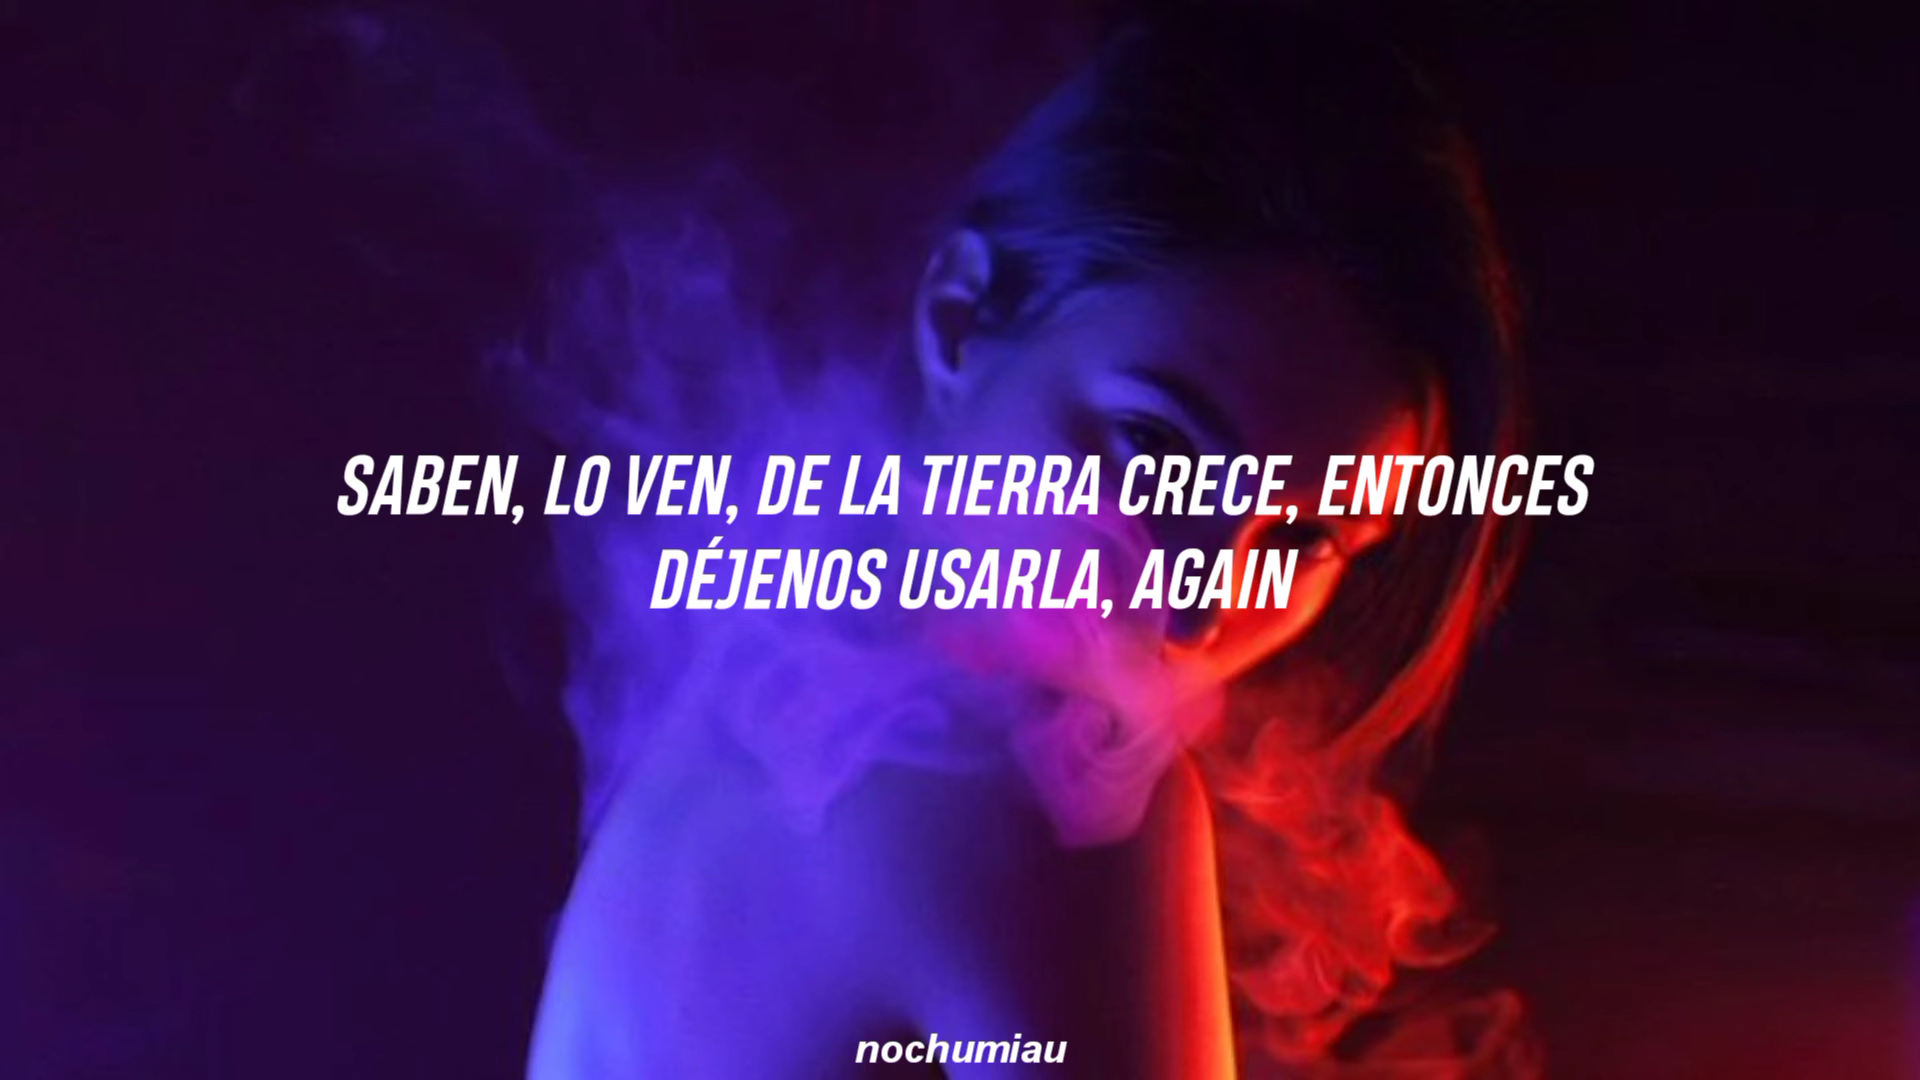 SABEN, LO VEN, DE LA TIERRA CRECE, ENTONCES
DÉJENOS USARLA, AGAIN
nochumiau